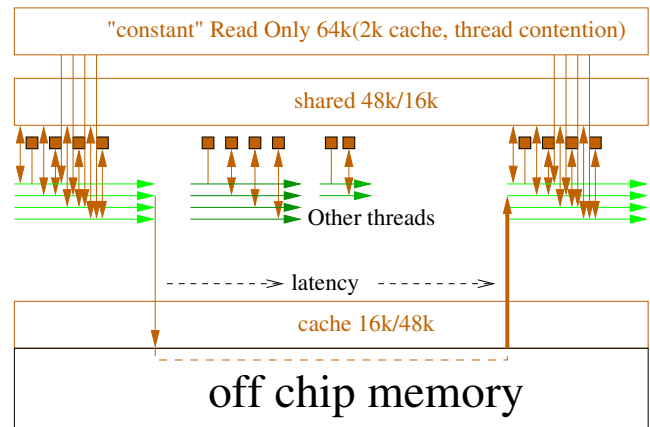 "constant" Read Only 64k(2k cache, thread contention)
shared 48k/16k
Other threads
latency
cache 16k/48k
off chip memory